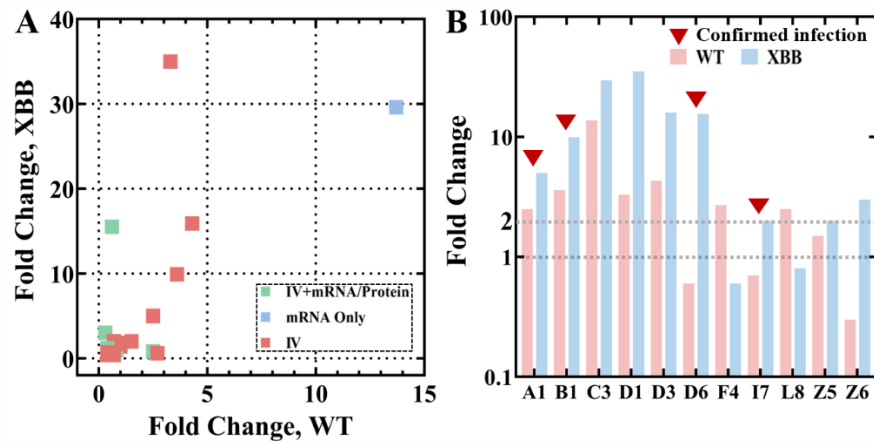 A
40
30
20
10
0
Fold Change, XBB
0 5 10 15
Fold Change, WT
IV+mRNA/Protein
mRNA Only
IV
B
100
10
2
1
0.1
Fold Change
Confirmed infection
WT XBB
A1 B1 C3 D1 D3 D6 F4 I7 L8 Z5 Z6